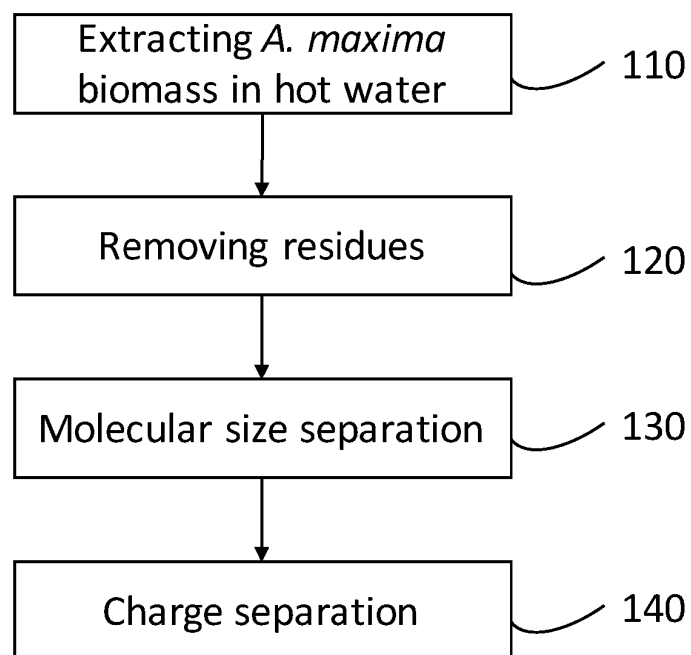 Extracting A. maxima
biomass in hot water
110
Removing residues
120
Molecular size separation
130
Charge separation
140